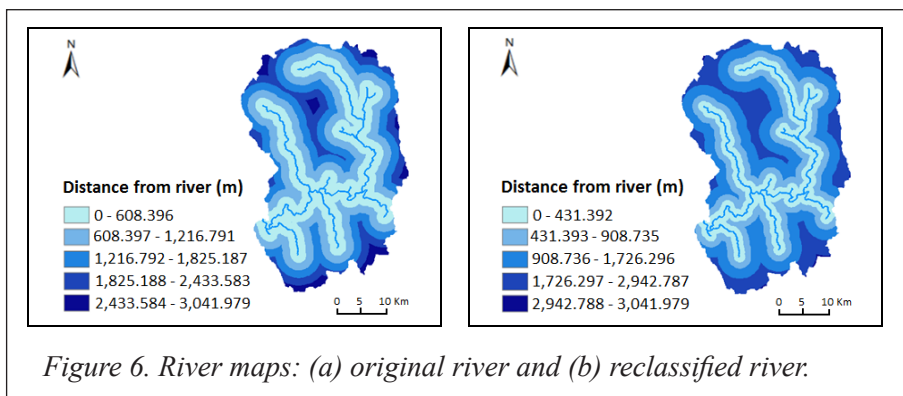 N
Distance from river (m)
0 - 608.396
608.397 - 1,216.791
1,216.792 - 1,825.187
1,825.188 - 2,433.583
2,433.584 - 3,041.979
0 5 10 Km
N
Distance from river (m)
0 - 431.392
431.393 - 908.735
908.736 - 1,726.296
1,726.297 - 2,942.787
2,942.788 - 3,041.979
0 5 10 Km
Figure 6. River maps: (a) original river and (b) reclassified river.